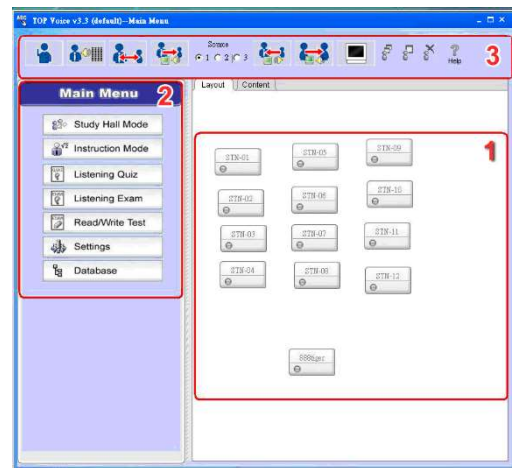 TOP Voice v3.3 (default)--Main Menu
Source
1 2 3
Help
3
Main Menu
2
Study Hall Mode
Instruction Mode
Listening Quiz
Listening Exam
Read/Write Test
Settings
Database
Layout Content
1
STN-01 STN-05 STN-09
STN-02 STN-06 STN-10
STN-03 STN-07 STN-11
STN-04 STN-08 STN-12